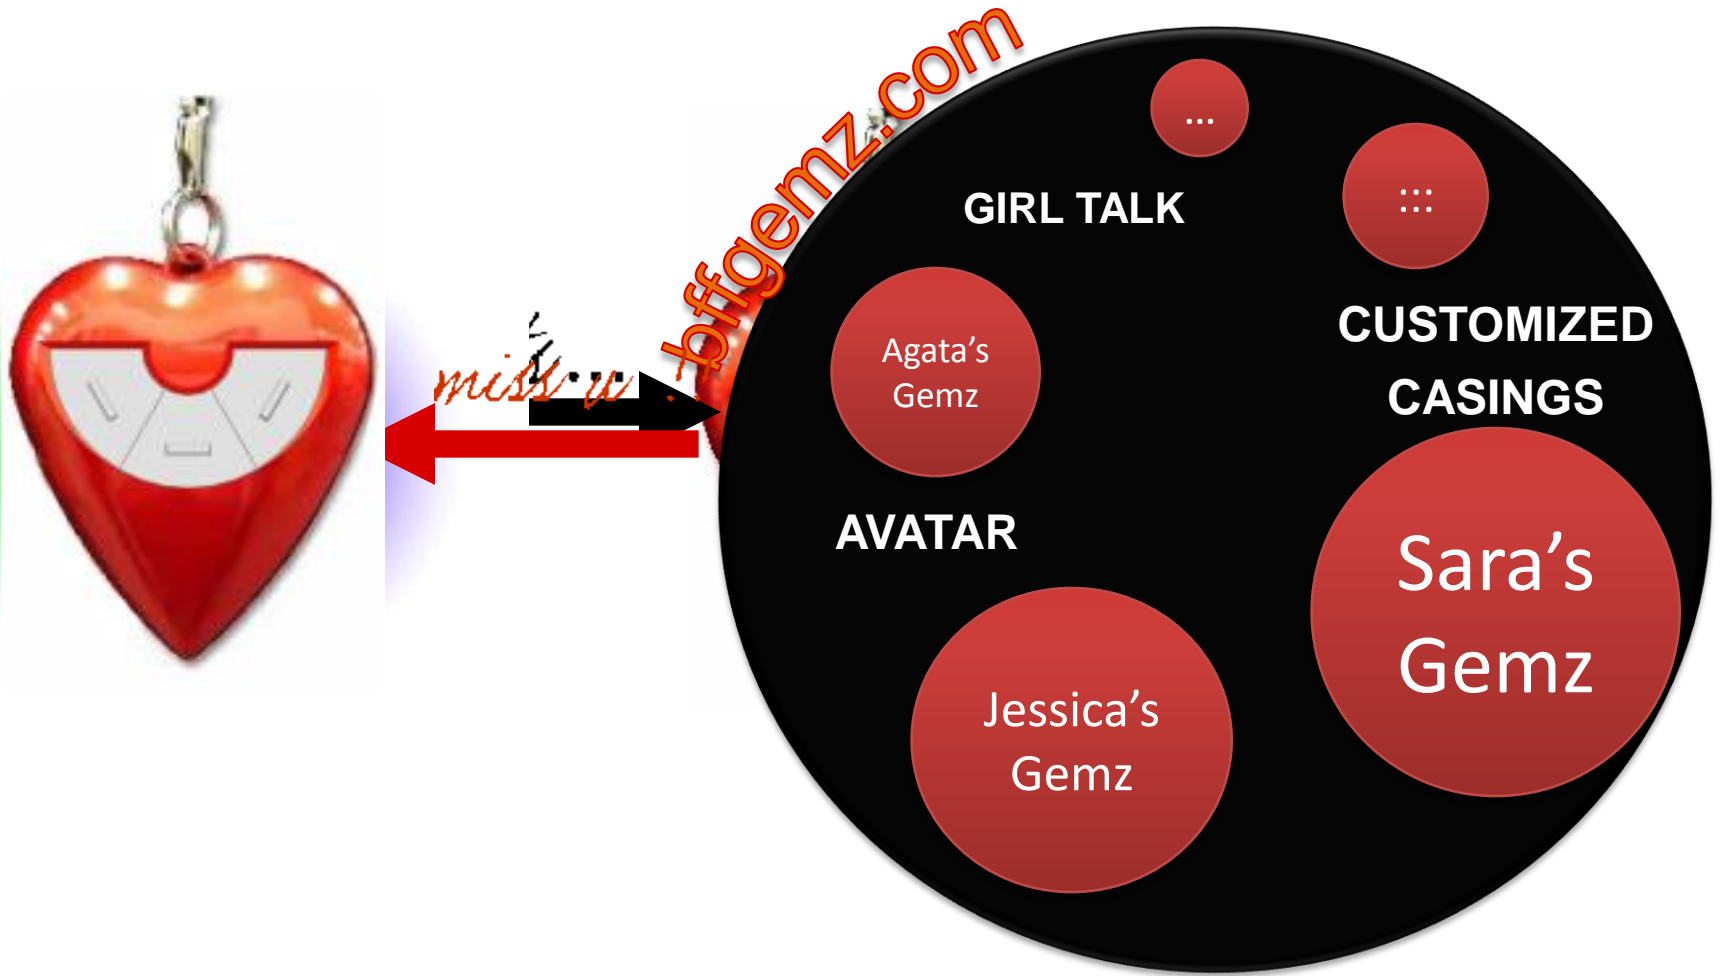 bffgemz.com
...
:::
GIRL TALK
CUSTOMIZED
CASINGS
Agata's
Gemz
miss u
AVATAR
Sara's
Gemz
Jessica's
Gemz